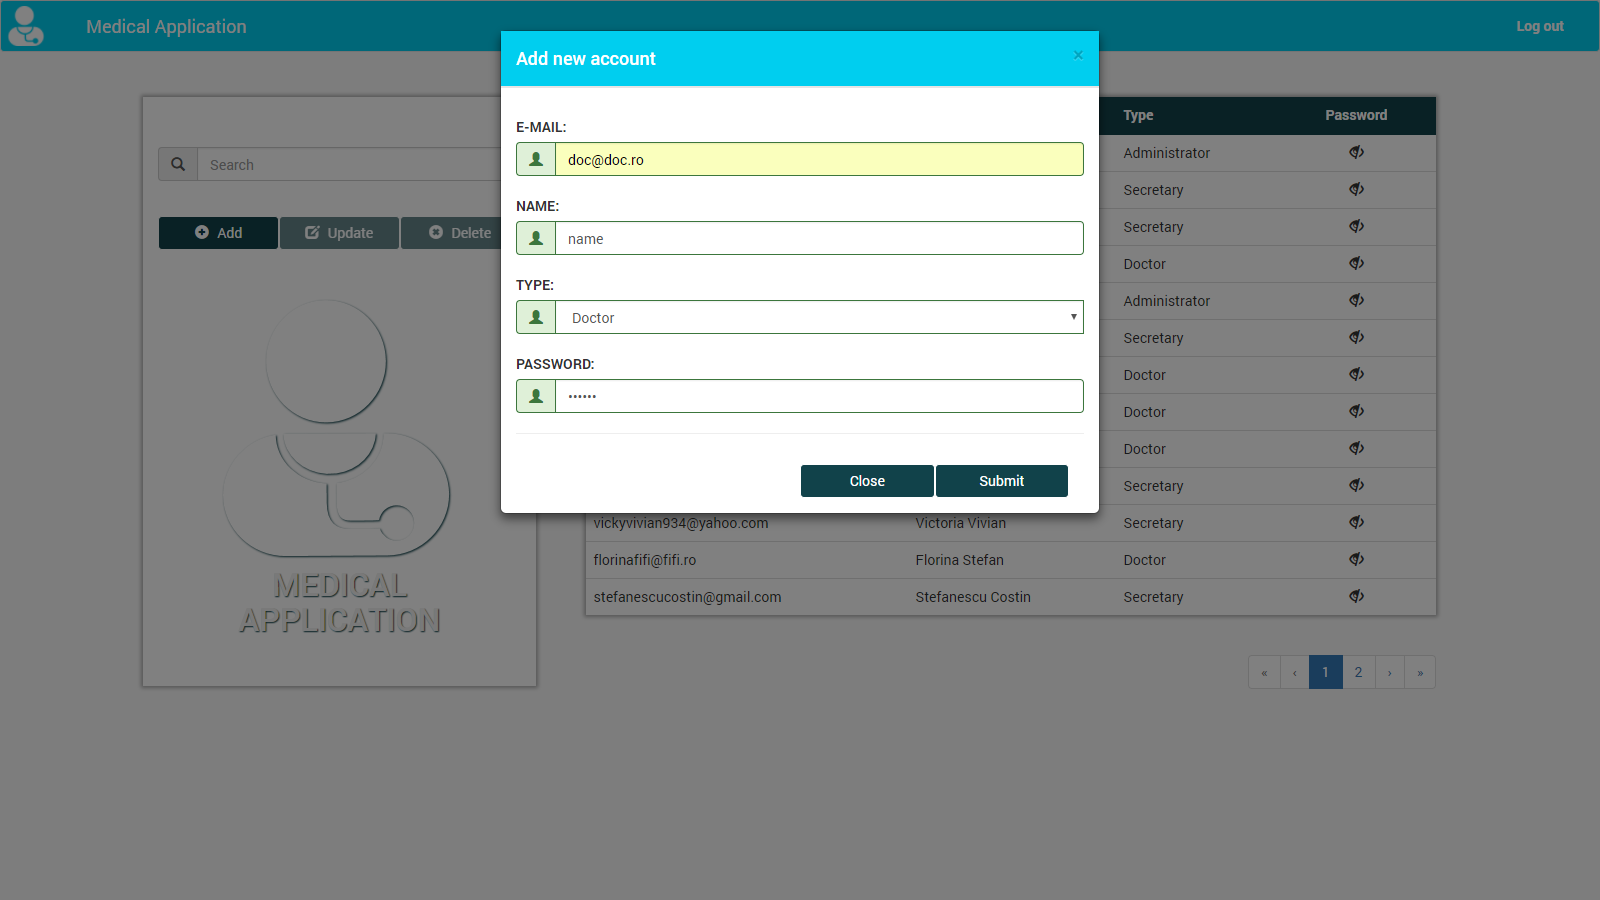 Medical Application
Log out
Add new account
×
E-MAIL:
doc@doc.ro
NAME:
name
TYPE:
Doctor
PASSWORD:
••••••
Close
Submit
Search
Add
Update
Delete
MEDICAL
APPLICATION
Type Password
Administrator
Secretary
Secretary
Doctor
Administrator
Secretary
Doctor
Doctor
Doctor
Secretary
vickyvivian934@yahoo.com Victoria Vivian Secretary
florinafifi@fifi.ro Florina Stefan Doctor
stefanescucostin@gmail.com Stefanescu Costin Secretary
« ‹ 1 2 › »